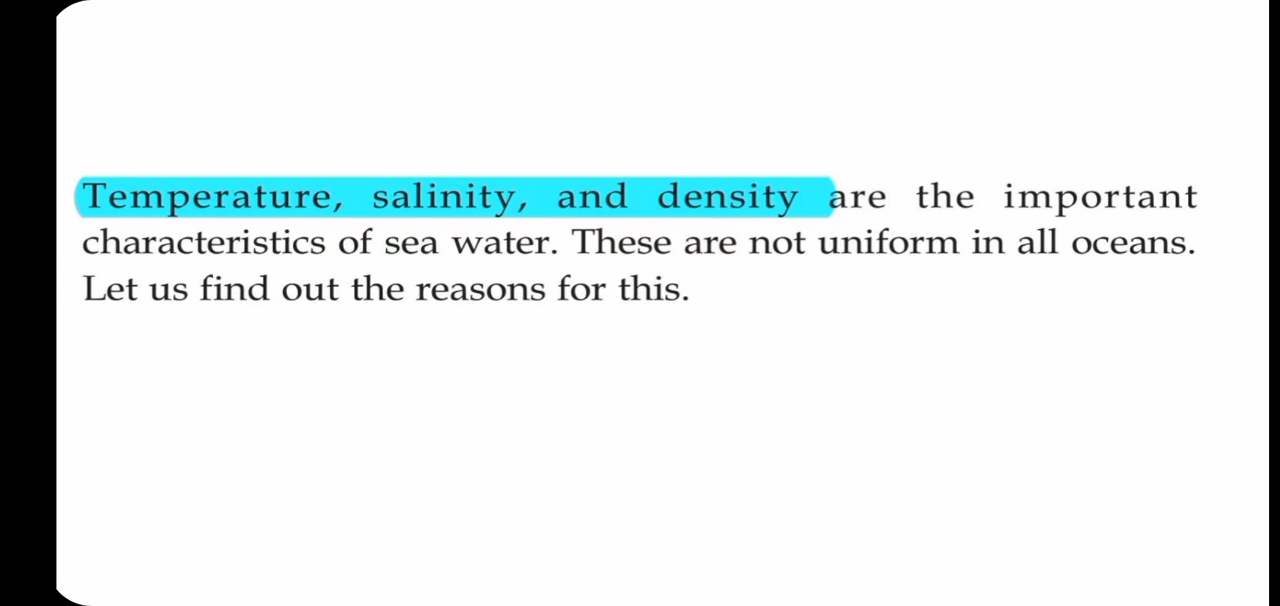 Temperature, salinity, and density are the important
characteristics of sea water. These are not uniform in all oceans.
Let us find out the reasons for this.